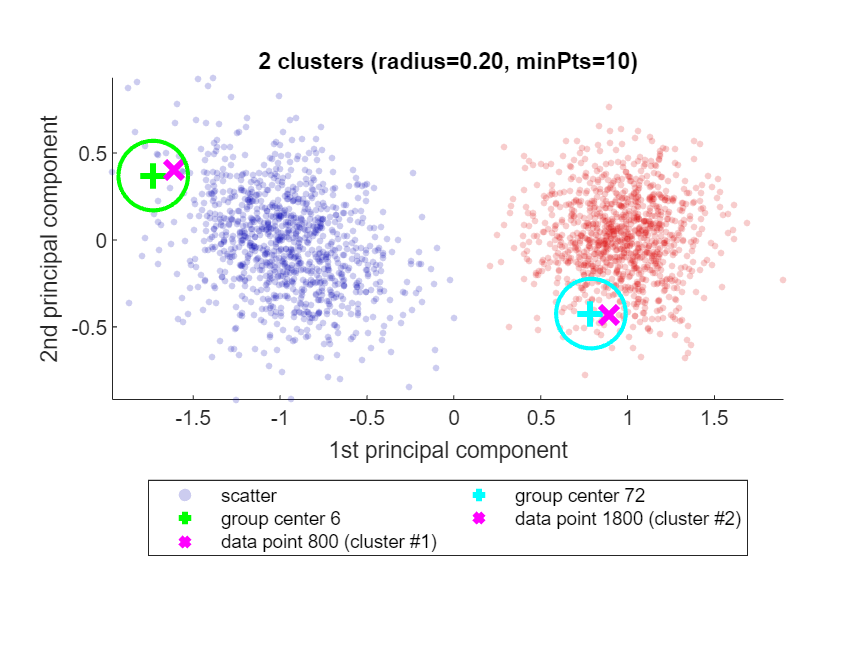 2 clusters (radius=0.20, minPts=10)
2nd principal component
0.5
0
-0.5
-1.5
-1
-0.5
0
0.5
1
1.5
1st principal component
scatter
group center 6
data point 800 (cluster #1)
group center 72
data point 1800 (cluster #2)